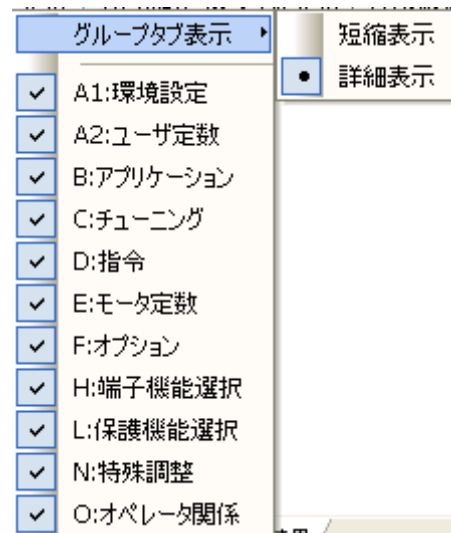 グループタブ表示
短縮表示
詳細表示
A1:環境設定
A2:ユーザ定数
B:アプリケーション
C:チューニング
D:指令
E:モータ定数
F:オプション
H:端子機能選択
L:保護機能選択
N:特殊調整
O:オペレータ関係